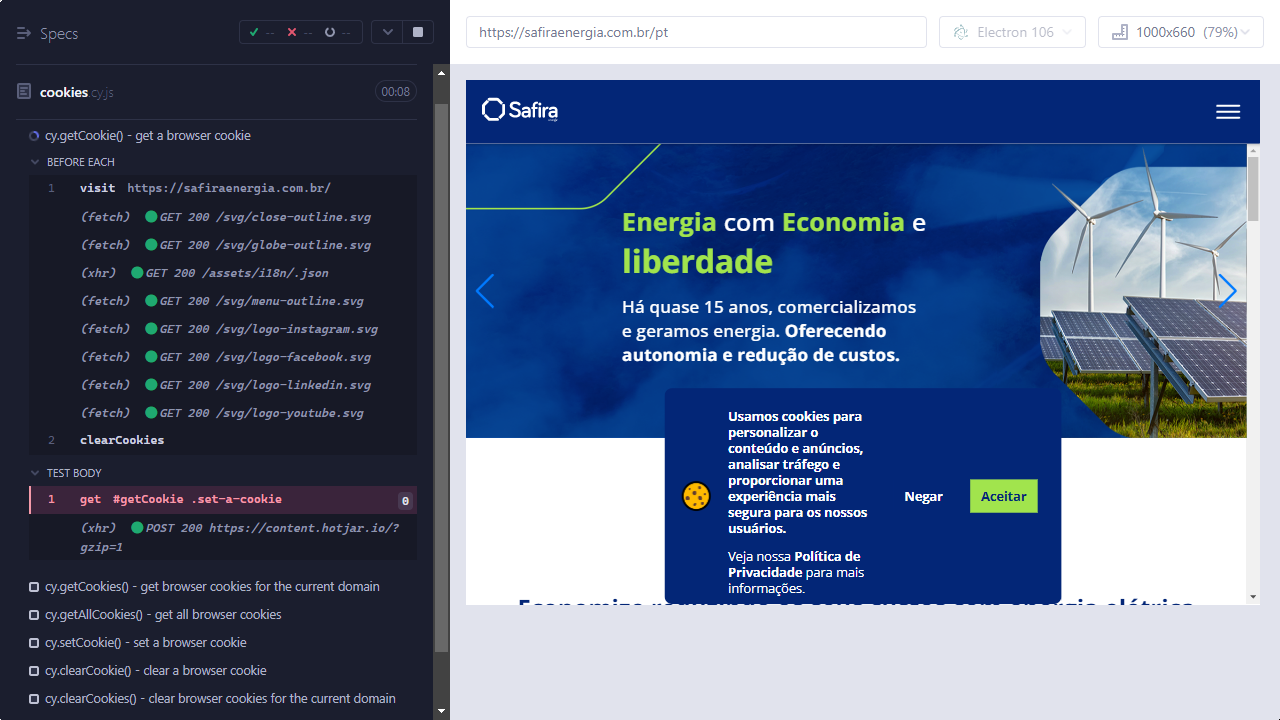 Specs
--
--
--
https://safiraenergia.com.br/pt
Electron 106
1000x660 (79%)
cookies.cy.js
00:08
cy.getCookie() - get a browser cookie
BEFORE EACH
1 visit https://safiraenergia.com.br/
(fetch) GET 200 /svg/close-outline.svg
(fetch) GET 200 /svg/globe-outline.svg
(xhr) GET 200 /assets/i18n/.json
(fetch) GET 200 /svg/menu-outline.svg
(fetch) GET 200 /svg/logo-instagram.svg
(fetch) GET 200 /svg/logo-facebook.svg
(fetch) GET 200 /svg/logo-linkedin.svg
(fetch) GET 200 /svg/logo-youtube.svg
2 clearCookies
TEST BODY
1 get #getCookie .set-a-cookie 0
(xhr) POST 200 https://content.hotjar.io/?
gzip=1
cy.getCookies() - get browser cookies for the current domain
cy.getAllCookies() - get all browser cookies
cy.setCookie() - set a browser cookie
cy.clearCookie() - clear a browser cookie
cy.clearCookies() - clear browser cookies for the current domain
Safira
Energia com Economia e
liberdade
Há quase 15 anos, comercializamos
e geramos energia. Oferecendo
autonomia e redução de custos.
Usamos cookies para
personalizar o
conteúdo e anúncios,
analisar tráfego e
proporcionar uma
experiência mais
segura para os nossos
usuários.
Veja nossa Política de
Privacidade para mais
informações.
Negar
Aceitar